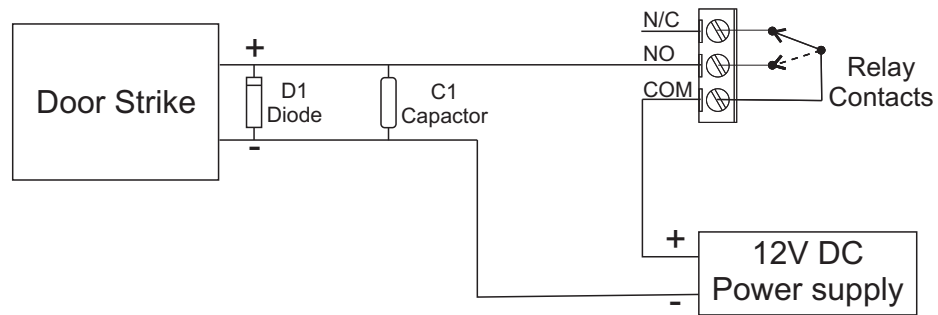 Door Strike
+
-
D1
Diode
C1
Capactor
N/C
NO
COM
Relay
Contacts
+
-
12V DC
Power supply